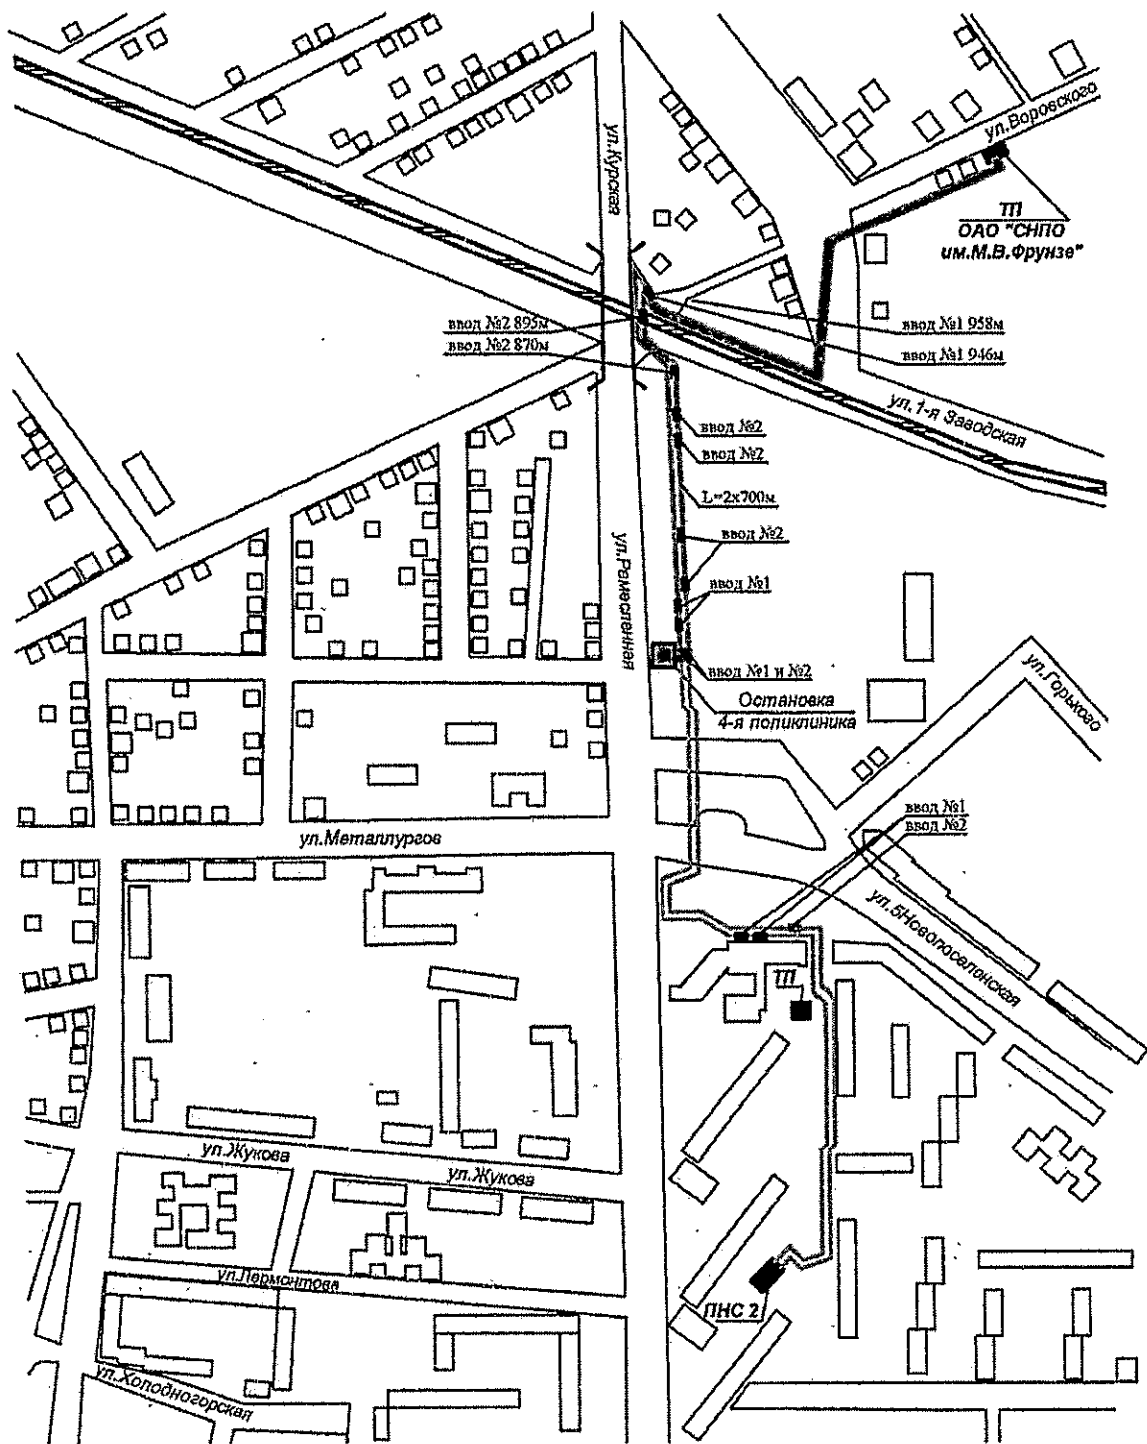 ул.Воровского
ул.Курская
ТП
ОАО "СНПО
им.М.В.Фрунзе"
ввод №2 895м
ввод №1 958м
ввод №2 870м
ввод №1 946м
ул.1-я Заводская
ввод №2
ввод №2
L=2х700м
ввод №2
ул.Ремесленная
ввод №1
ввод №1 и №2
ул.Горького
Остановка
4-я поликлиника
ввод №1
ввод №2
ул.Металлургов
ул.5Новопоселенская
ТП
ул.Жукова
ул.Жукова
ул.Лермонтова
ПНС 2
ул.Холодногорская